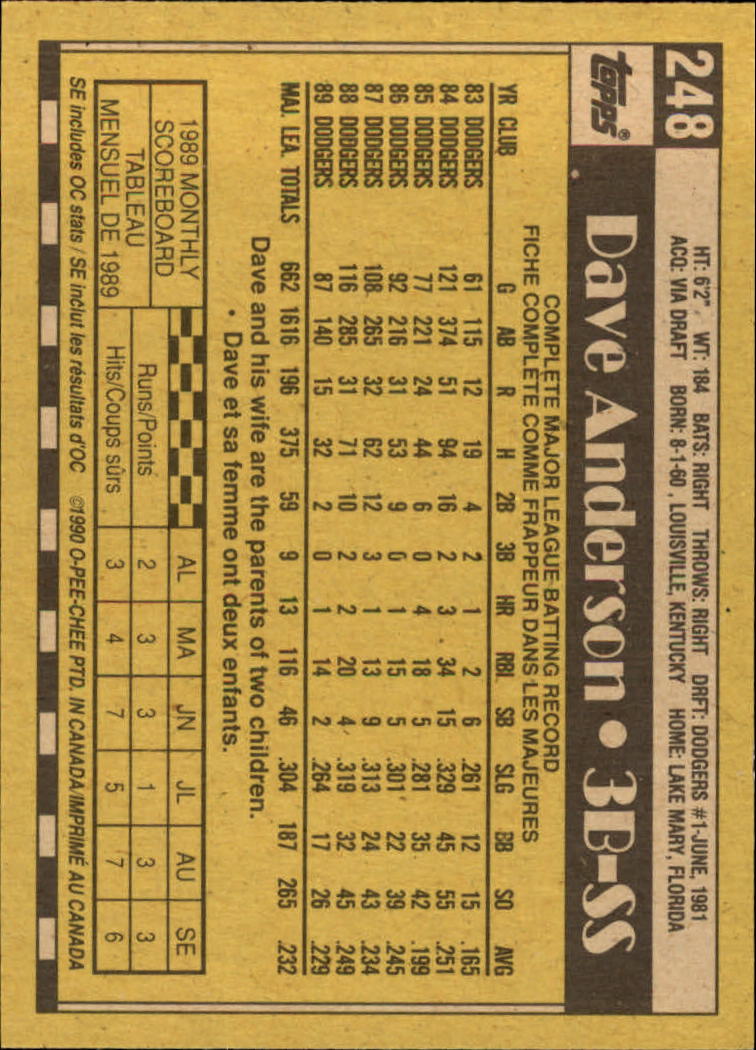 248
HT: 6'2" WT: 184 BATS: RIGHT THROWS: RIGHT DRFT: DODGERS #1-JUNE, 1981
ACQ: VIA DRAFT BORN: 8-1-60, LOUISVILLE, KENTUCKY HOME: LAKE MARY, FLORIDA
topps®
Dave Anderson • 3B-SS
COMPLETE MAJOR LEAGUE BATTING RECORD
FICHE COMPLETE COMME FRAPPEUR DANS LES MAJEURES
YR CLUB G AB R H 2B 3B HR RBI SB SLG BB SO AVG
83 DODGERS 61 115 12 19 4 2 1 2 6 .261 12 15 .165
84 DODGERS 121 374 51 94 16 2 3 34 15 .329 45 55 .251
85 DODGERS 77 221 24 44 6 0 4 18 5 .281 35 42 .199
86 DODGERS 92 216 31 53 9 0 1 15 5 .301 22 39 .245
87 DODGERS 108 265 32 62 12 3 1 13 9 .313 24 43 .234
88 DODGERS 116 285 31 71 10 2 2 20 4 .319 32 45 .249
89 DODGERS 87 140 15 32 2 0 1 14 2 .264 17 26 .229
MAJ. LEA. TOTALS 662 1616 196 375 59 9 13 116 46 .304 187 265 .232
Dave and his wife are the parents of two children.
• Dave et sa femme ont deux enfants.
1989 MONTHLY
SCOREBOARD
TABLEAU
MENSUEL DE 1989
AL MA JN JL AU SE
Runs/Points 2 3 3 1 3 3
Hits/Coups sûrs 3 4 7 5 7 6
SE includes OC stats / SE inclut les résultats d'OC ©1990 O-PEE-CHEE PTD. IN CANADA/IMPRIMÉ AU CANADA